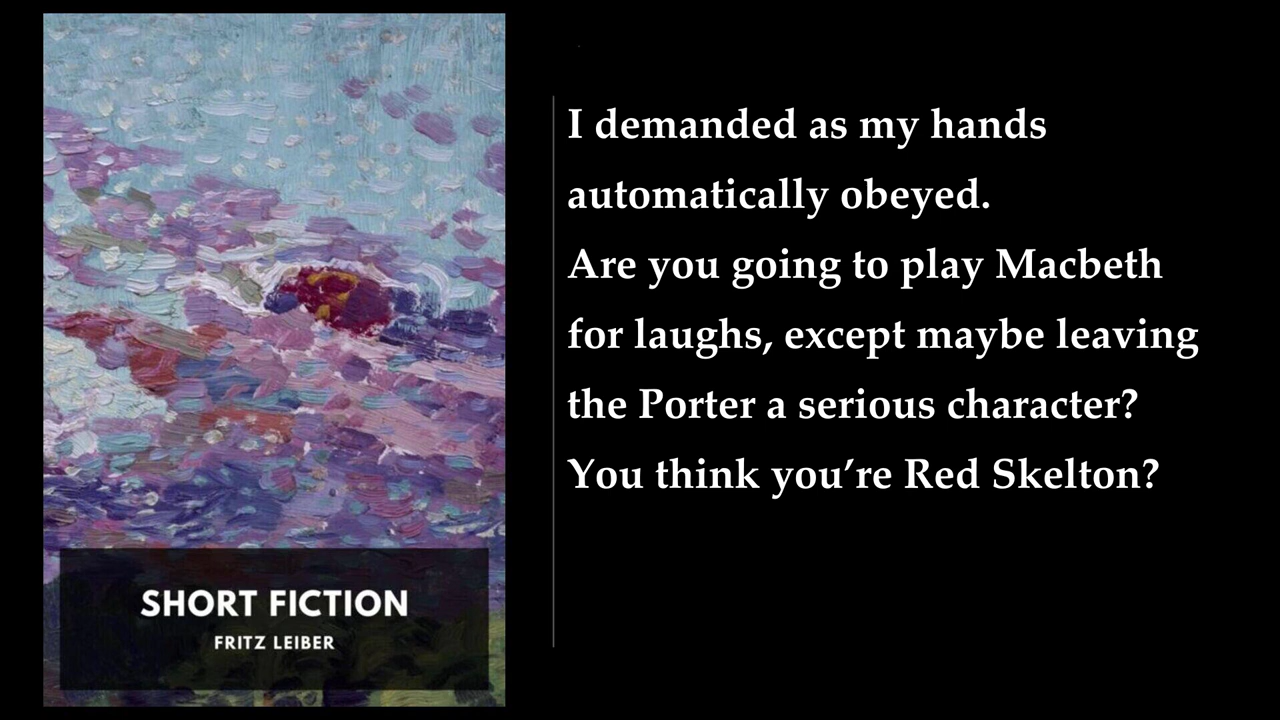 SHORT FICTION
FRITZ LEIBER
I demanded as my hands
automatically obeyed.
Are you going to play Macbeth
for laughs, except maybe leaving
the Porter a serious character?
You think you’re Red Skelton?